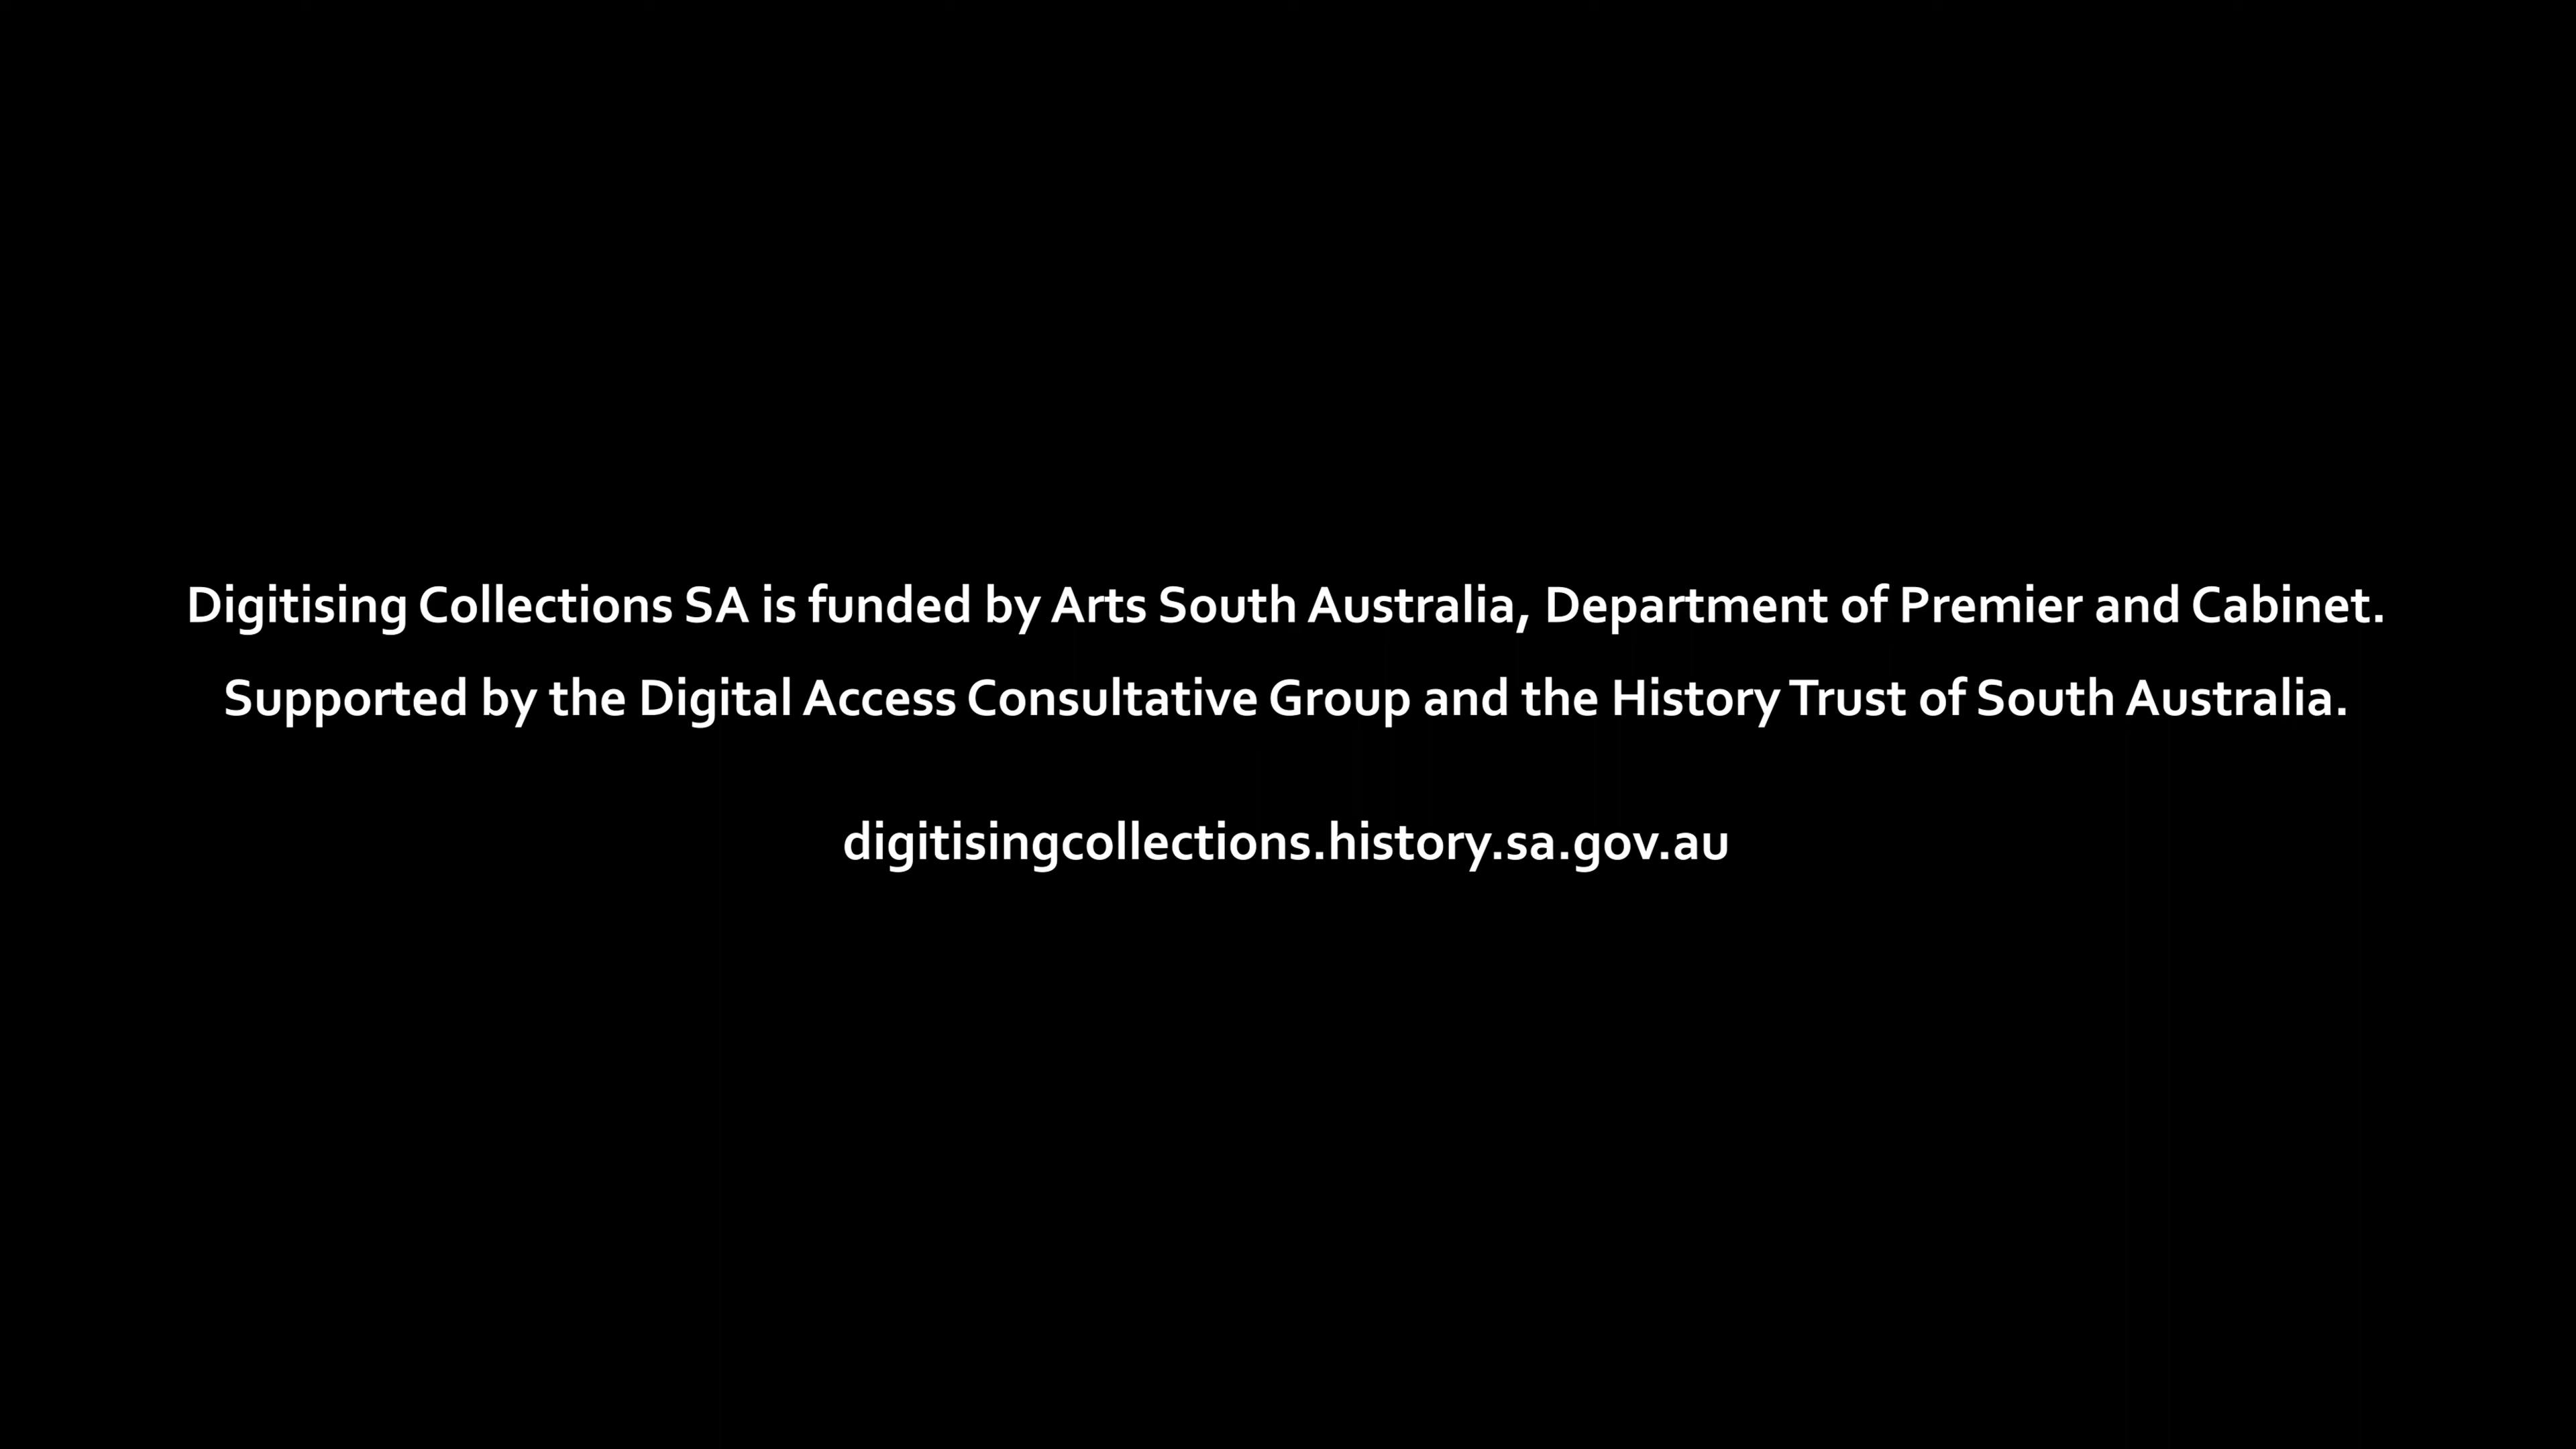 Digitising Collections SA is funded by Arts South Australia, Department of Premier and Cabinet.
Supported by the Digital Access Consultative Group and the History Trust of South Australia.
digitisingcollections.history.sa.gov.au